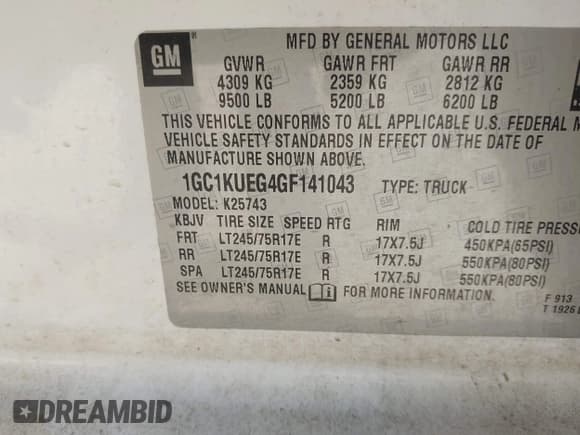 GM
MFD BY GENERAL MOTORS LLC
GVWR GAWR FRT GAWR RR
4309 KG 2359 KG 2812 KG
9500 LB 5200 LB 6200 LB
THIS VEHICLE CONFORMS TO ALL APPLICABLE U.S. FEDERAL M
VEHICLE SAFETY STANDARDS IN EFFECT ON THE DATE OF
MANUFACTURE SHOWN ABOVE.
1GC1KUEG4GF141043 TYPE: TRUCK
MODEL: K25743
KBJV TIRE SIZE SPEED RTG RIM COLD TIRE PRESSU
FRT LT245/75R17E R 17X7.5J 450KPA(65PSI)
RR LT245/75R17E R 17X7.5J 550KPA(80PSI)
SPA LT245/75R17E R 17X7.5J 550KPA(80PSI)
SEE OWNER'S MANUAL FOR MORE INFORMATION.
F 913
T 1926
DREAMBID